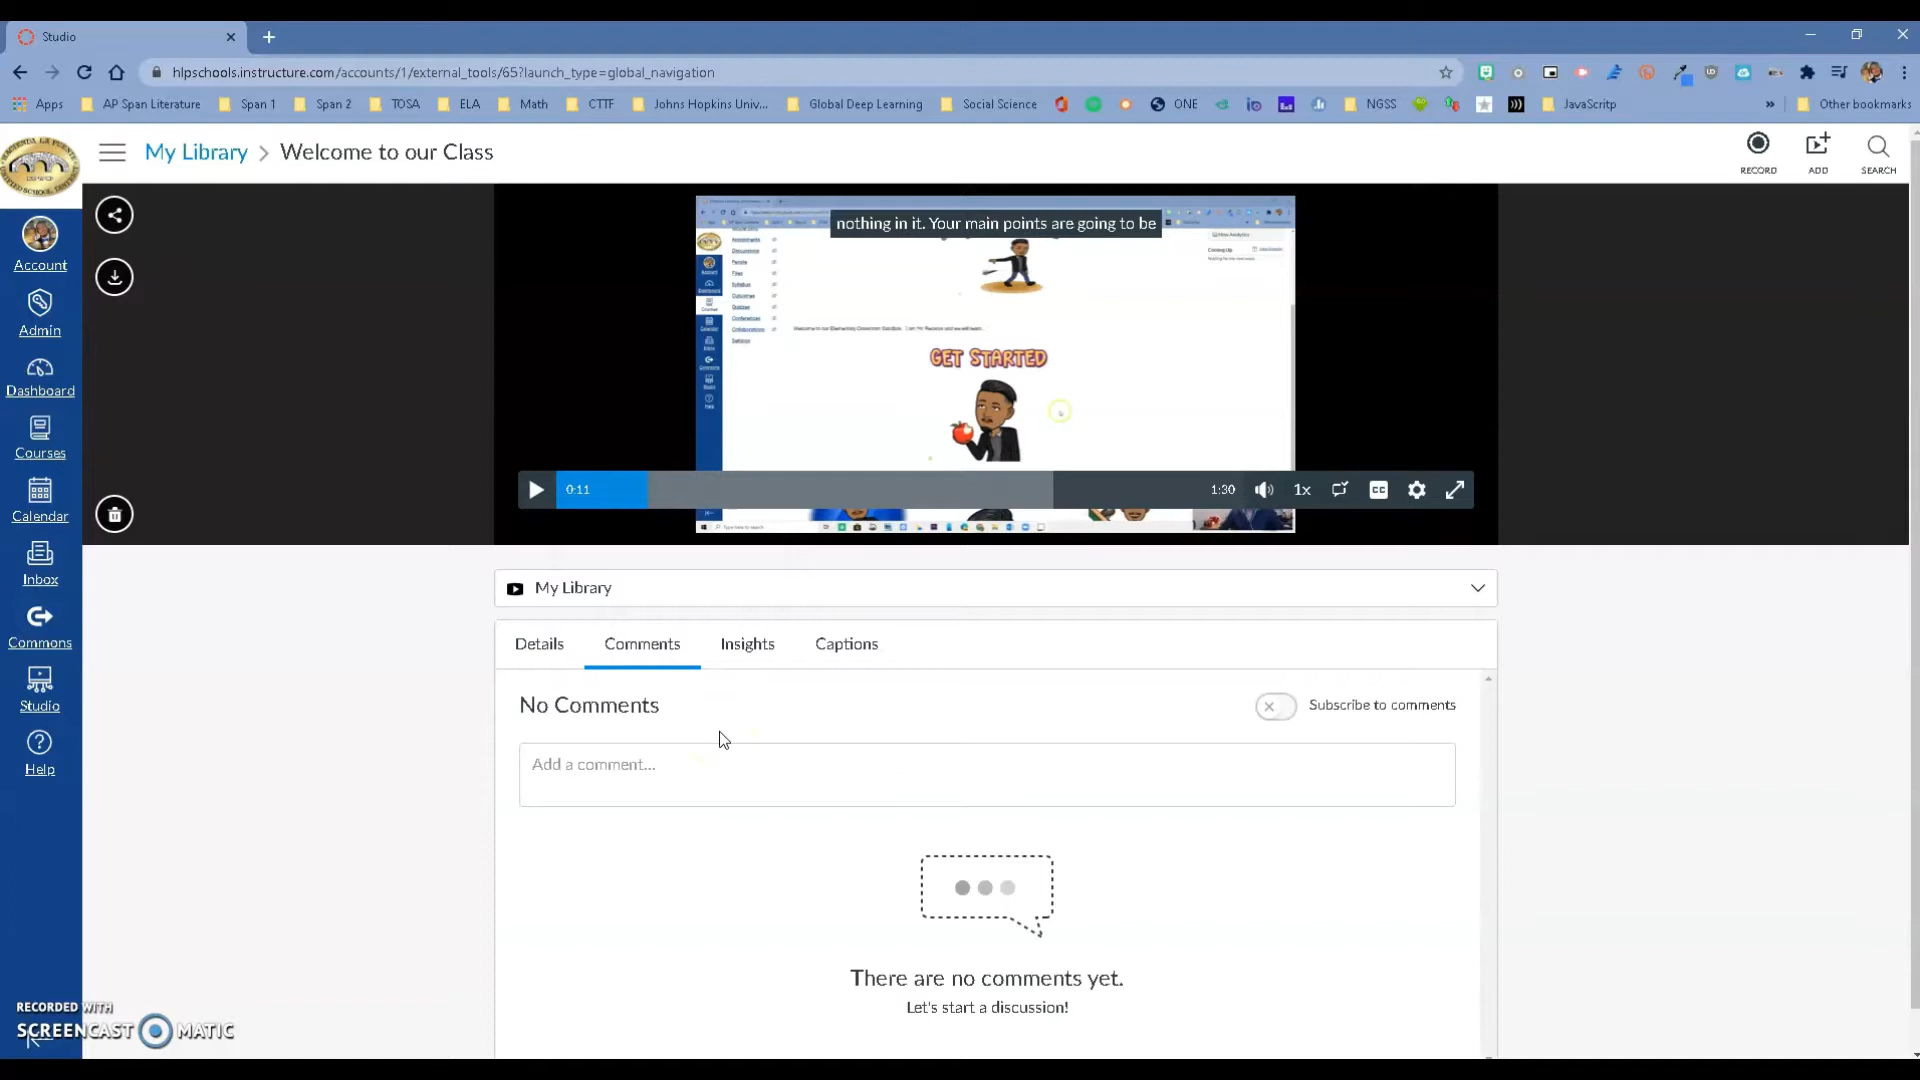 Studio
hlpschools.instructure.com/accounts/1/external_tools/65?launch_type=global_navigation
Apps AP Span Literature Span 1 Span 2 TOSA ELA Math CTTF Johns Hopkins Univ... Global Deep Learning Social Science ONE NGSS JavaScritp » Other bookmarks
My Library > Welcome to our Class
RECORD ADD SEARCH
Account
Admin
Dashboard
Courses
Calendar
Inbox
Commons
Studio
Help
nothing in it. Your main points are going to be
GET STARTED
0:11 1:30 1x CC
My Library
Details Comments Insights Captions
No Comments
Subscribe to comments
Add a comment...
There are no comments yet.
Let's start a discussion!
RECORDED WITH
SCREENCAST MATIC